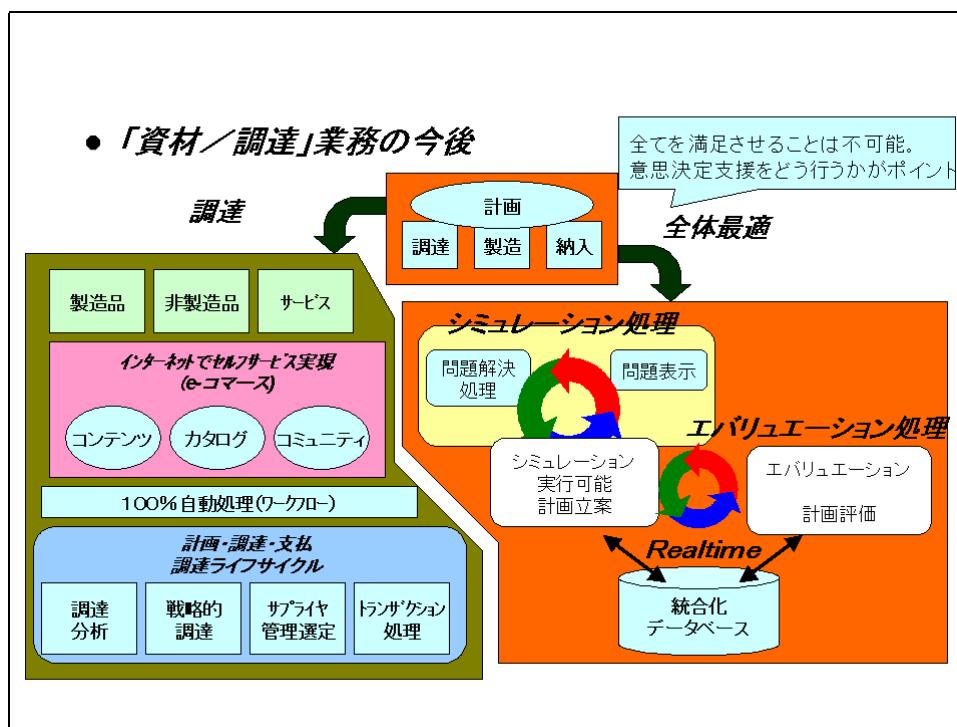 ● 「資材／調達」業務の今後
全てを満足させることは不可能。
意思決定支援をどう行うかがポイント
計画
調達 製造 納入
調達
全体最適
製造品 非製造品 サービス
インターネットでセルフサービス実現
(e-コマース)
コンテンツ カタログ コミュニティ
100%自動処理(ワークフロー)
計画・調達・支払
調達ライフサイクル
調達
分析
戦略的
調達
サプライヤ
管理選定
トランザクション
処理
シミュレーション処理
問題解決
処理
問題表示
エバリュエーション処理
シミュレーション
実行可能
計画立案
エバリュエーション
計画評価
Realtime
統合化
データベース